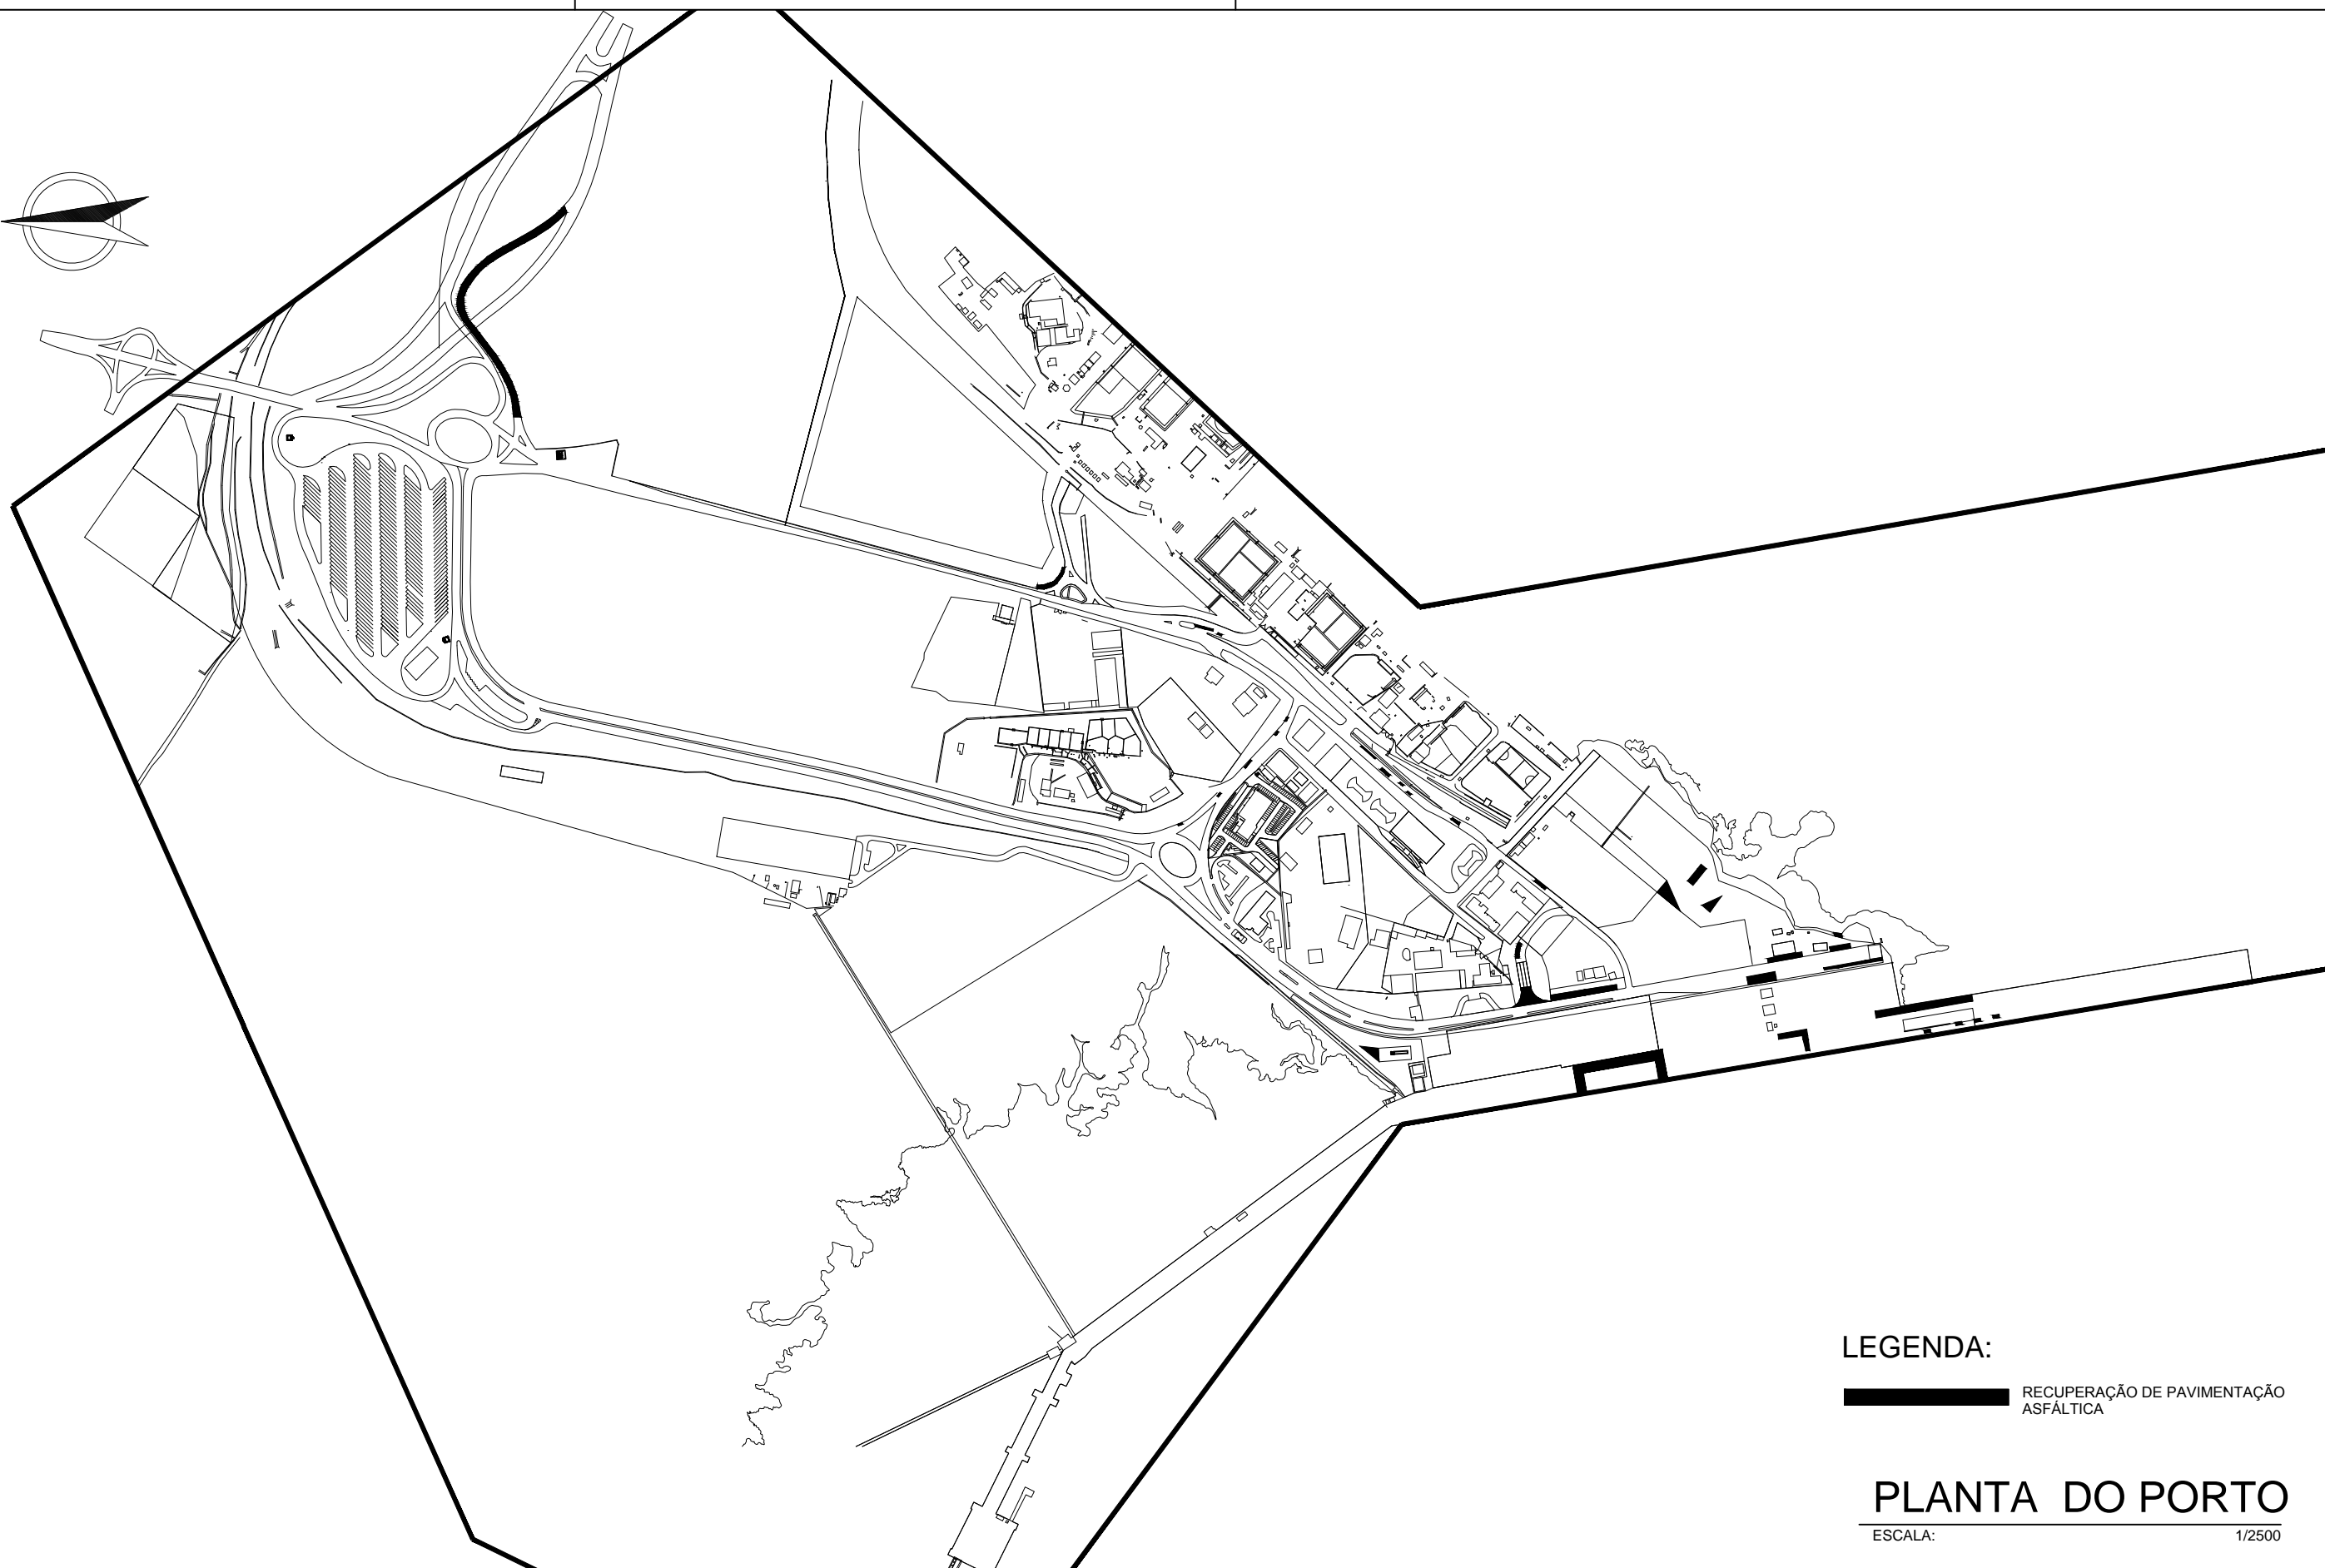 LEGENDA:
RECUPERAÇÃO DE PAVIMENTAÇÃO
ASFÁLTICA
PLANTA DO PORTO
ESCALA: 1/2500